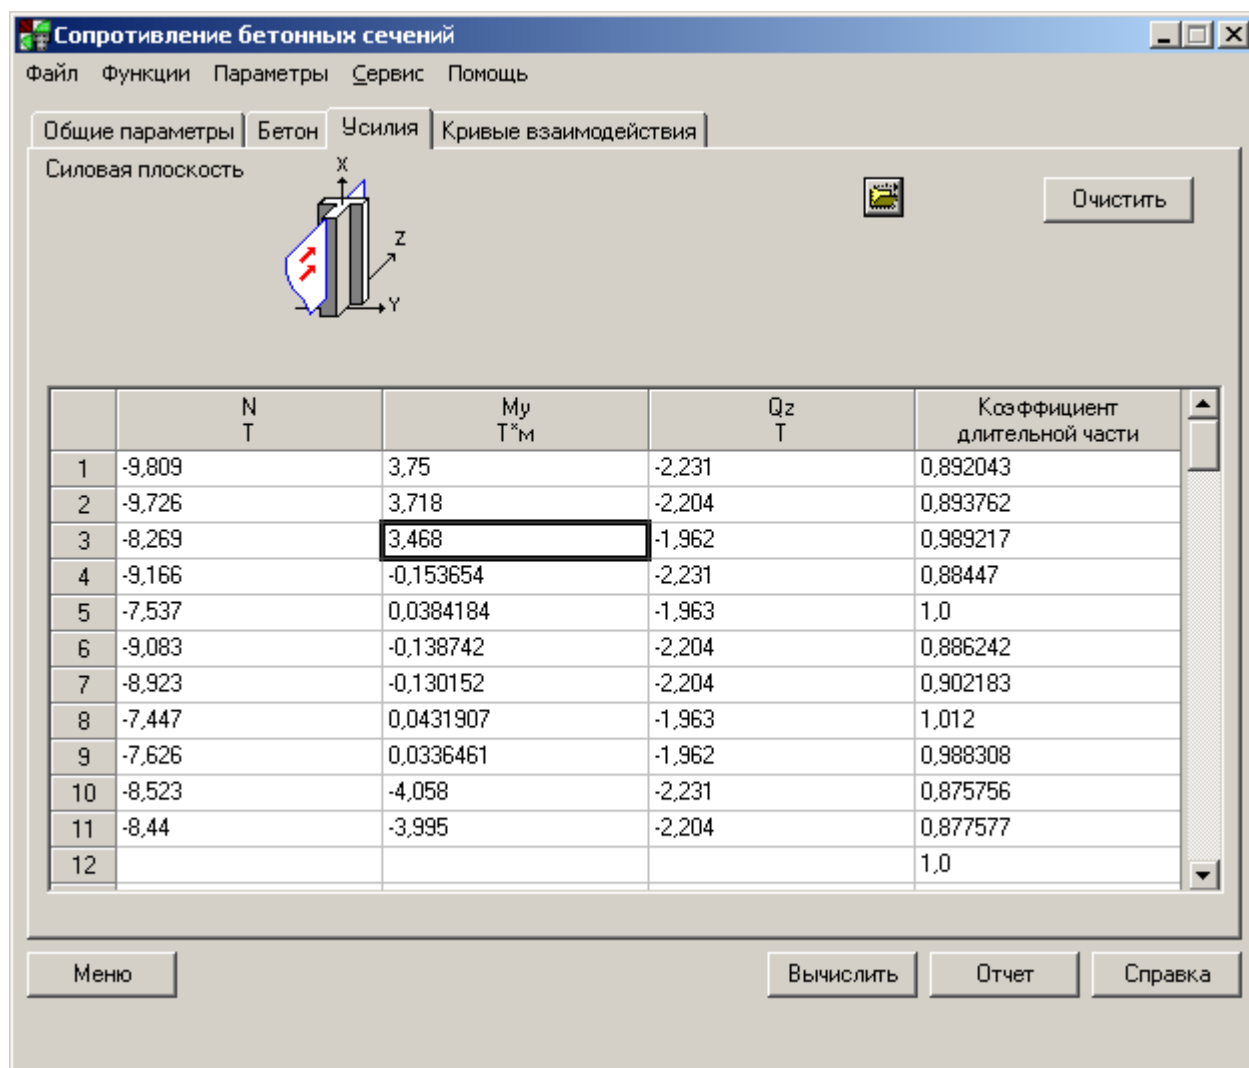 Сопротивление бетонных сечений
Файл Функции Параметры Сервис Помощь
Общие параметры Бетон Усилия Кривые взаимодействия
Силовая плоскость
X
Z
Y
Очистить
N My Qz Коэффициент
T T*м T длительной части
1 -9,809 3,75 -2,231 0,892043
2 -9,726 3,718 -2,204 0,893762
3 -8,269 3,468 -1,962 0,989217
4 -9,166 -0,153654 -2,231 0,88447
5 -7,537 0,0384184 -1,963 1,0
6 -9,083 -0,138742 -2,204 0,886242
7 -8,923 -0,130152 -2,204 0,902183
8 -7,447 0,0431907 -1,963 1,012
9 -7,626 0,0336461 -1,962 0,988308
10 -8,523 -4,058 -2,231 0,875756
11 -8,44 -3,995 -2,204 0,877577
12 1,0
Меню Вычислить Отчет Справка